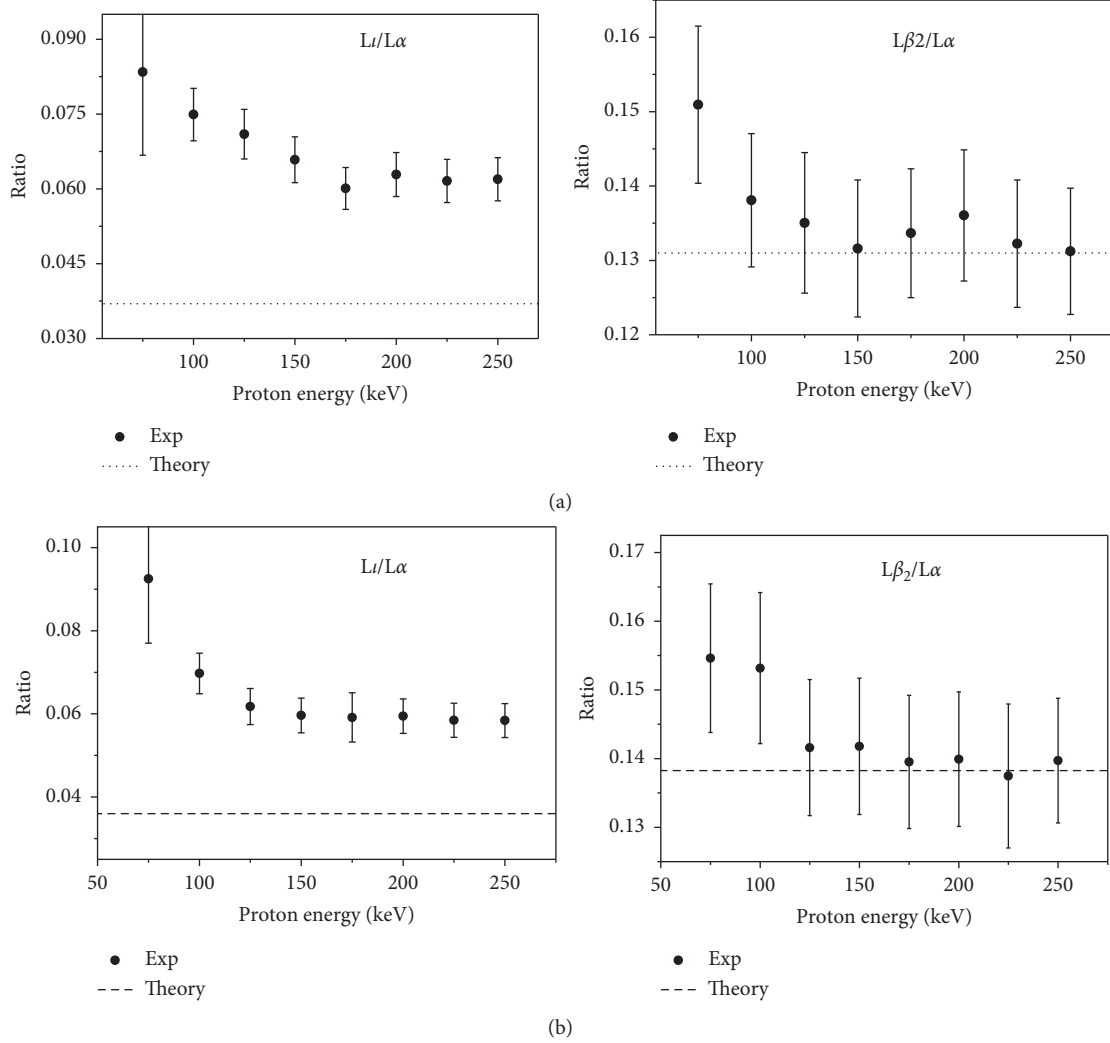 Lι/Lα
0.090
0.075
0.060
0.045
0.030
Ratio
100
150
200
250
Proton energy (keV)
Exp
Theory
Lβ2/Lα
0.16
0.15
0.14
0.13
0.12
Ratio
100
150
200
250
Proton energy (keV)
Exp
Theory
(a)
Lι/Lα
0.10
0.08
0.06
0.04
Ratio
50
100
150
200
250
Proton energy (keV)
Exp
Theory
Lβ₂/Lα
0.17
0.16
0.15
0.14
0.13
Ratio
50
100
150
200
250
Proton energy (keV)
Exp
Theory
(b)